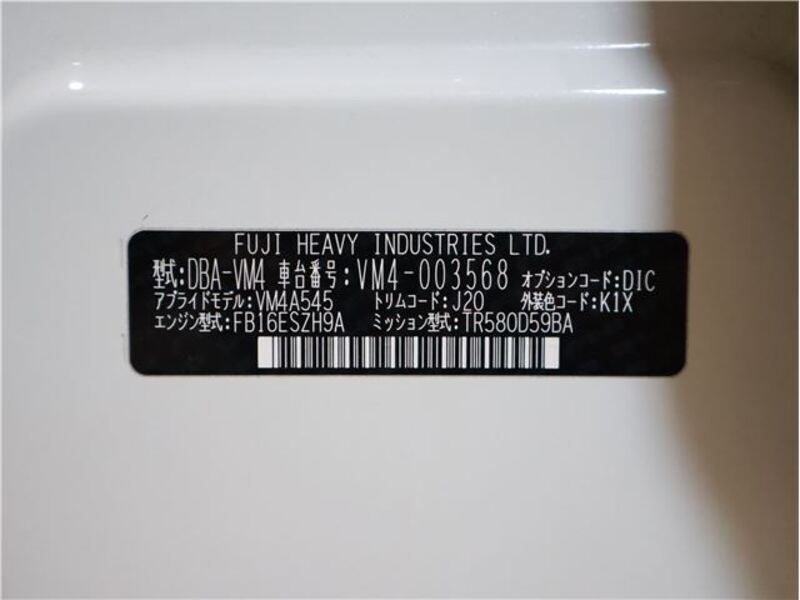 FUJI HEAVY INDUSTRIES LTD.
型式:DBA-VM4 車台番号:VM4-003568 オプションコード:DIC
アプライドモデル:VM4A545 トリムコード:J20 外装色コード:K1X
エンジン型式:FB16ESZH9A ミッション型式:TR580D59BA